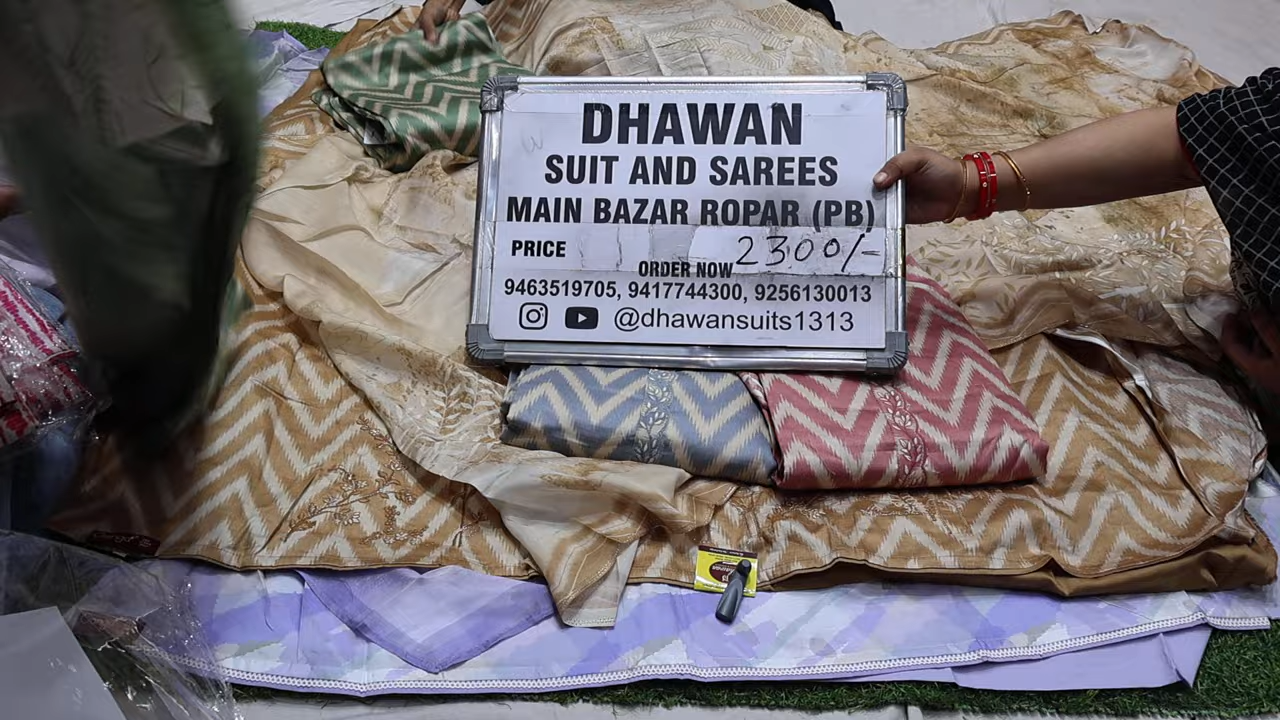 DHAWAN
SUIT AND SAREES
MAIN BAZAR ROPAR (PB)
PRICE 2300/-
ORDER NOW
9463519705, 9417744300, 9256130013
@dhawansuits1313